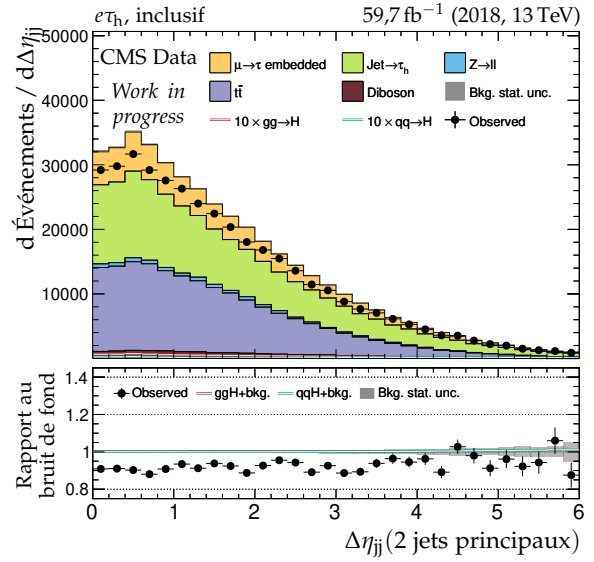 eτh, inclusif 59,7 fb−1 (2018, 13 TeV)
CMS Data
Work in
progress
μ→τ embedded Jet→τh Z→ll
tt̄ Diboson Bkg. stat. unc.
10 × gg→H 10 × qq→H Observed
d Événements / dΔηjj
50000
40000
30000
20000
10000
Observed ggH+bkg. qqH+bkg. Bkg. stat. unc.
Rapport au
bruit de fond
1.4
1.2
1
0.8
0 1 2 3 4 5 6
Δηjj(2 jets principaux)